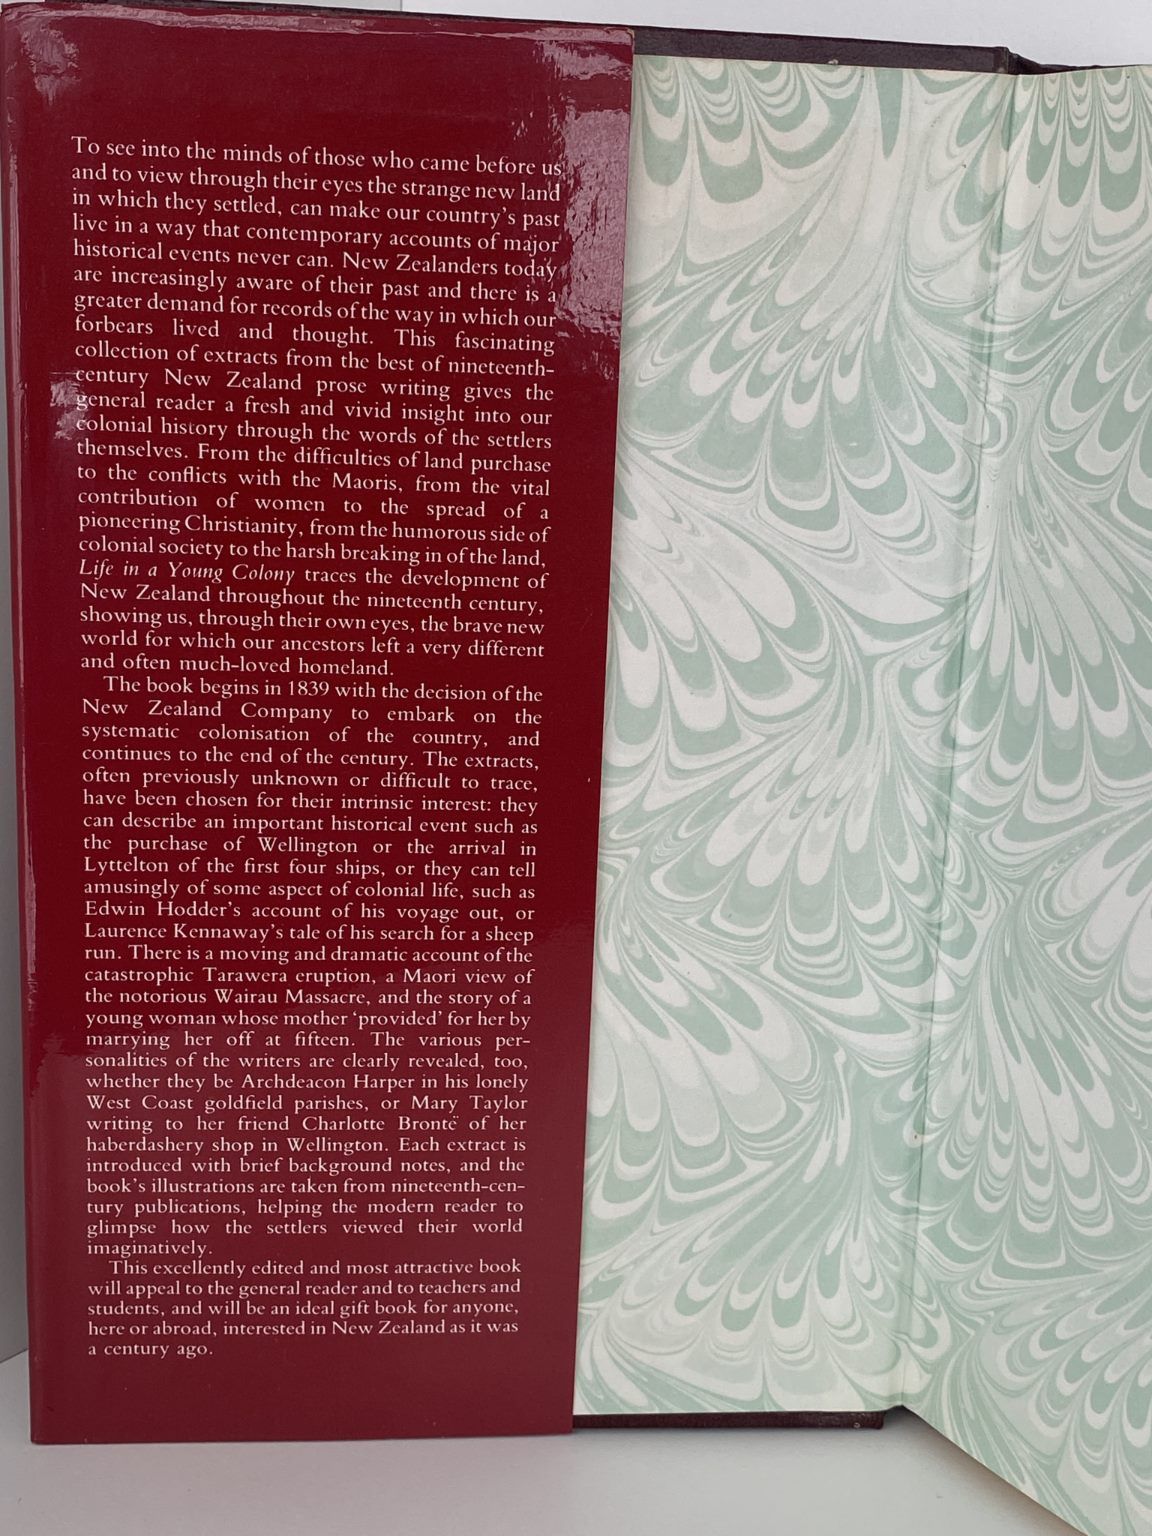 To see into the minds of those who came before us
and to view through their eyes the strange new land
in which they settled, can make our country's past
live in a way that contemporary accounts of major
historical events never can. New Zealanders today
are increasingly aware of their past and there is a
greater demand for records of the way in which our
forbears lived and thought. This fascinating
collection of extracts from the best of nineteenth-
century New Zealand prose writing gives the
general reader a fresh and vivid insight into our
colonial history through the words of the settlers
themselves. From the difficulties of land purchase
to the conflicts with the Maoris, from the vital
contribution of women to the spread of a
pioneering Christianity, from the humorous side of
colonial society to the harsh breaking in of the land,
Life in a Young Colony traces the development of
New Zealand throughout the nineteenth century,
showing us, through their own eyes, the brave new
world for which our ancestors left a very different
and often much-loved homeland.
The book begins in 1839 with the decision of the
New Zealand Company to embark on the
systematic colonisation of the country, and
continues to the end of the century. The extracts,
often previously unknown or difficult to trace,
have been chosen for their intrinsic interest: they
can describe an important historical event such as
the purchase of Wellington or the arrival in
Lyttelton of the first four ships, or they can tell
amusingly of some aspect of colonial life, such as
Edwin Hodder's account of his voyage out, or
Laurence Kennaway's tale of his search for a sheep
run. There is a moving and dramatic account of the
catastrophic Tarawera eruption, a Maori view of
the notorious Wairau Massacre, and the story of a
young woman whose mother 'provided' for her by
marrying her off at fifteen. The various per-
sonalities of the writers are clearly revealed, too,
whether they be Archdeacon Harper in his lonely
West Coast goldfield parishes, or Mary Taylor
writing to her friend Charlotte Brontë of her
haberdashery shop in Wellington. Each extract is
introduced with brief background notes, and the
book's illustrations are taken from nineteenth-cen-
tury publications, helping the modern reader to
glimpse how the settlers viewed their world
imaginatively.
This excellently edited and most attractive book
will appeal to the general reader and to teachers and
students, and will be an ideal gift book for anyone,
here or abroad, interested in New Zealand as it was
a century ago.